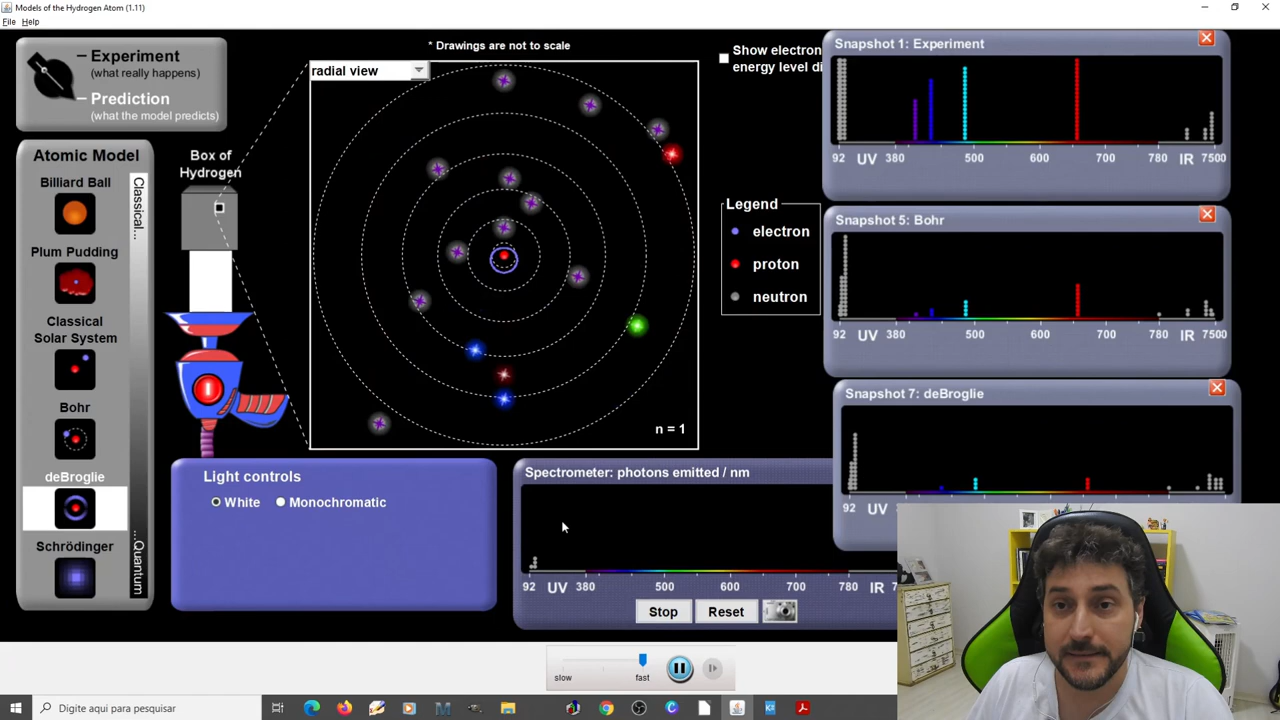 Models of the Hydrogen Atom (1.11)
File Help
Experiment
(what really happens)
Prediction
(what the model predicts)
Atomic Model
Billiard Ball
Plum Pudding
Classical
Solar System
Bohr
deBroglie
Schrödinger
Classical...
...Quantum
Box of
Hydrogen
* Drawings are not to scale
radial view
n = 1
Show electron
energy level di
Legend
electron
proton
neutron
Snapshot 1: Experiment
92 UV 380 500 600 700 780 IR 7500
Snapshot 5: Bohr
92 UV 380 500 600 700 780 IR 7500
Snapshot 7: deBroglie
92 UV
Light controls
White Monochromatic
Spectrometer: photons emitted / nm
92 UV 380 500 600 700 780 IR
Stop Reset
slow fast
Digite aqui para pesquisar